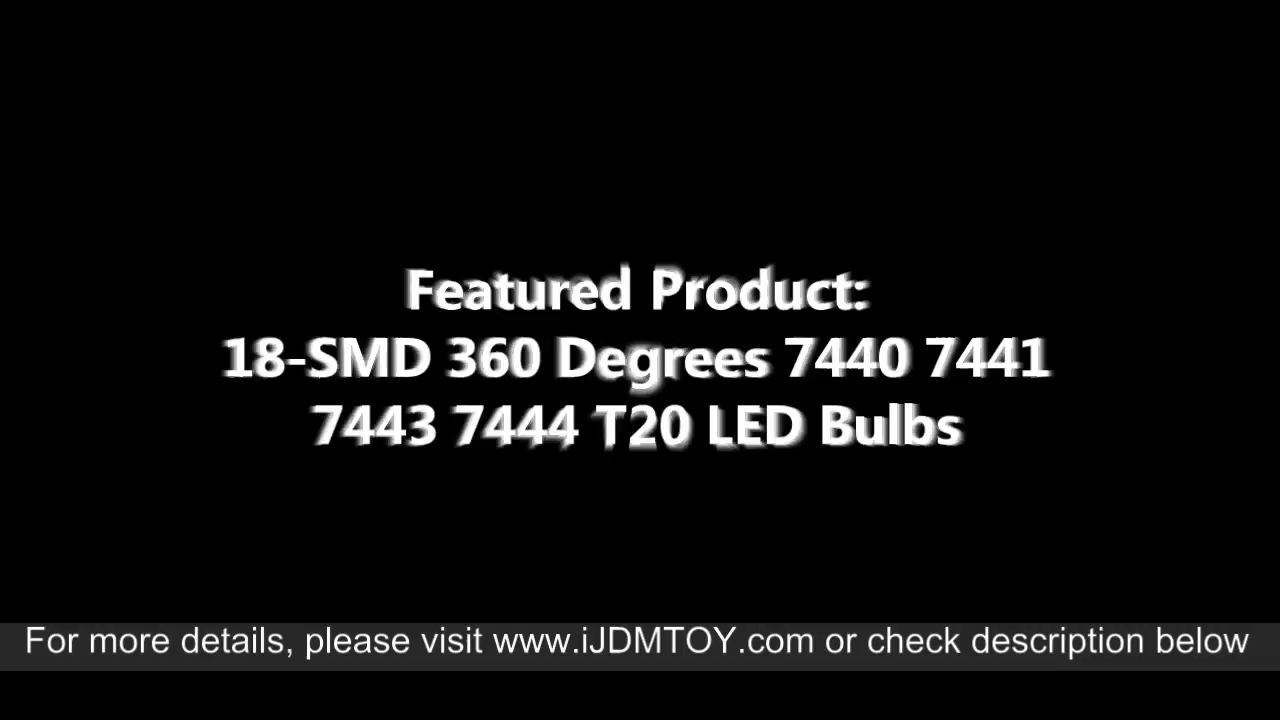 Featured Product:
18-SMD 360 Degrees 7440 7441
7443 7444 T20 LED Bulbs
For more details, please visit www.iJDMTOY.com or check description below